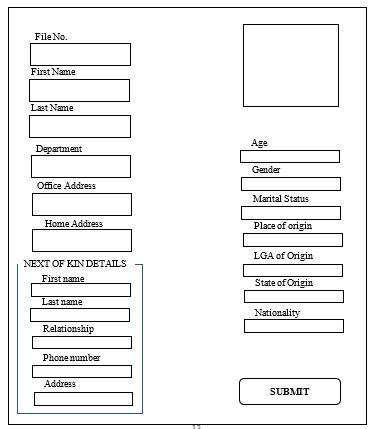 File No.
First Name
Last Name
Department
Office Address
Home Address
NEXT OF KIN DETAILS
First name
Last name
Relationship
Phone number
Address
Age
Gender
Marital Status
Place of origin
LGA of Origin
State of Origin
Nationality
SUBMIT